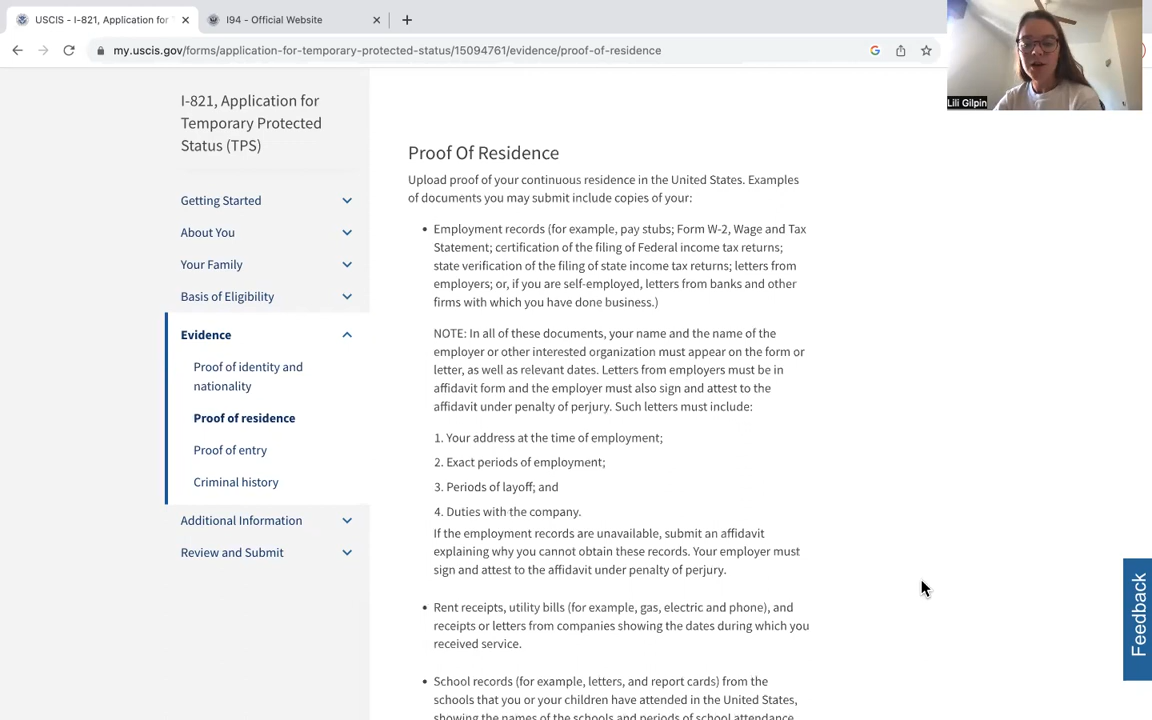 USCIS - I-821, Application for
I94 - Official Website
my.uscis.gov/forms/application-for-temporary-protected-status/15094761/evidence/proof-of-residence
Lili Gilpin
I-821, Application for
Temporary Protected
Status (TPS)
Getting Started
About You
Your Family
Basis of Eligibility
Evidence
Proof of identity and
nationality
Proof of residence
Proof of entry
Criminal history
Additional Information
Review and Submit
Proof Of Residence
Upload proof of your continuous residence in the United States. Examples
of documents you may submit include copies of your:
• Employment records (for example, pay stubs; Form W-2, Wage and Tax
Statement; certification of the filing of Federal income tax returns;
state verification of the filing of state income tax returns; letters from
employers; or, if you are self-employed, letters from banks and other
firms with which you have done business.)
NOTE: In all of these documents, your name and the name of the
employer or other interested organization must appear on the form or
letter, as well as relevant dates. Letters from employers must be in
affidavit form and the employer must also sign and attest to the
affidavit under penalty of perjury. Such letters must include:
1. Your address at the time of employment;
2. Exact periods of employment;
3. Periods of layoff; and
4. Duties with the company.
If the employment records are unavailable, submit an affidavit
explaining why you cannot obtain these records. Your employer must
sign and attest to the affidavit under penalty of perjury.
• Rent receipts, utility bills (for example, gas, electric and phone), and
receipts or letters from companies showing the dates during which you
received service.
• School records (for example, letters, and report cards) from the
schools that you or your children have attended in the United States,
showing the names of the schools and periods of school attendance
Feedback